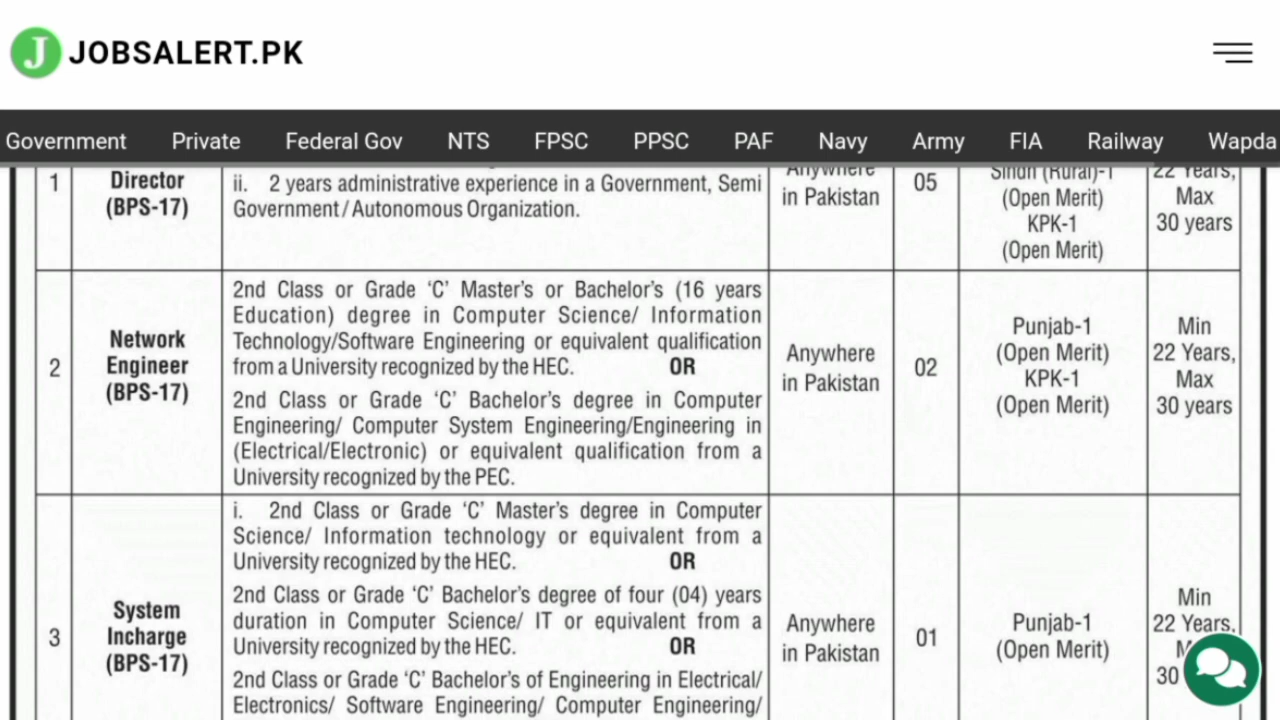 J JOBSALERT.PK
Government Private Federal Gov NTS FPSC PPSC PAF Navy Army FIA Railway Wapda
1
Director
(BPS-17)
ii. 2 years administrative experience in a Government, Semi
Government / Autonomous Organization.
Anywhere
in Pakistan
05
Sindh (Rural)-1
(Open Merit)
KPK-1
(Open Merit)
22 Years,
Max
30 years
2
Network
Engineer
(BPS-17)
2nd Class or Grade ‘C’ Master’s or Bachelor’s (16 years
Education) degree in Computer Science/ Information
Technology/Software Engineering or equivalent qualification
from a University recognized by the HEC. OR
2nd Class or Grade ‘C’ Bachelor’s degree in Computer
Engineering/ Computer System Engineering/Engineering in
(Electrical/Electronic) or equivalent qualification from a
University recognized by the PEC.
Anywhere
in Pakistan
02
Punjab-1
(Open Merit)
KPK-1
(Open Merit)
Min
22 Years,
Max
30 years
3
System
Incharge
(BPS-17)
i. 2nd Class or Grade ‘C’ Master’s degree in Computer
Science/ Information technology or equivalent from a
University recognized by the HEC. OR
2nd Class or Grade ‘C’ Bachelor’s degree of four (04) years
duration in Computer Science/ IT or equivalent from a
University recognized by the HEC. OR
2nd Class or Grade ‘C’ Bachelor’s of Engineering in Electrical/
Electronics/ Software Engineering/ Computer Engineering/
Anywhere
in Pakistan
01
Punjab-1
(Open Merit)
Min
22 Years,
30